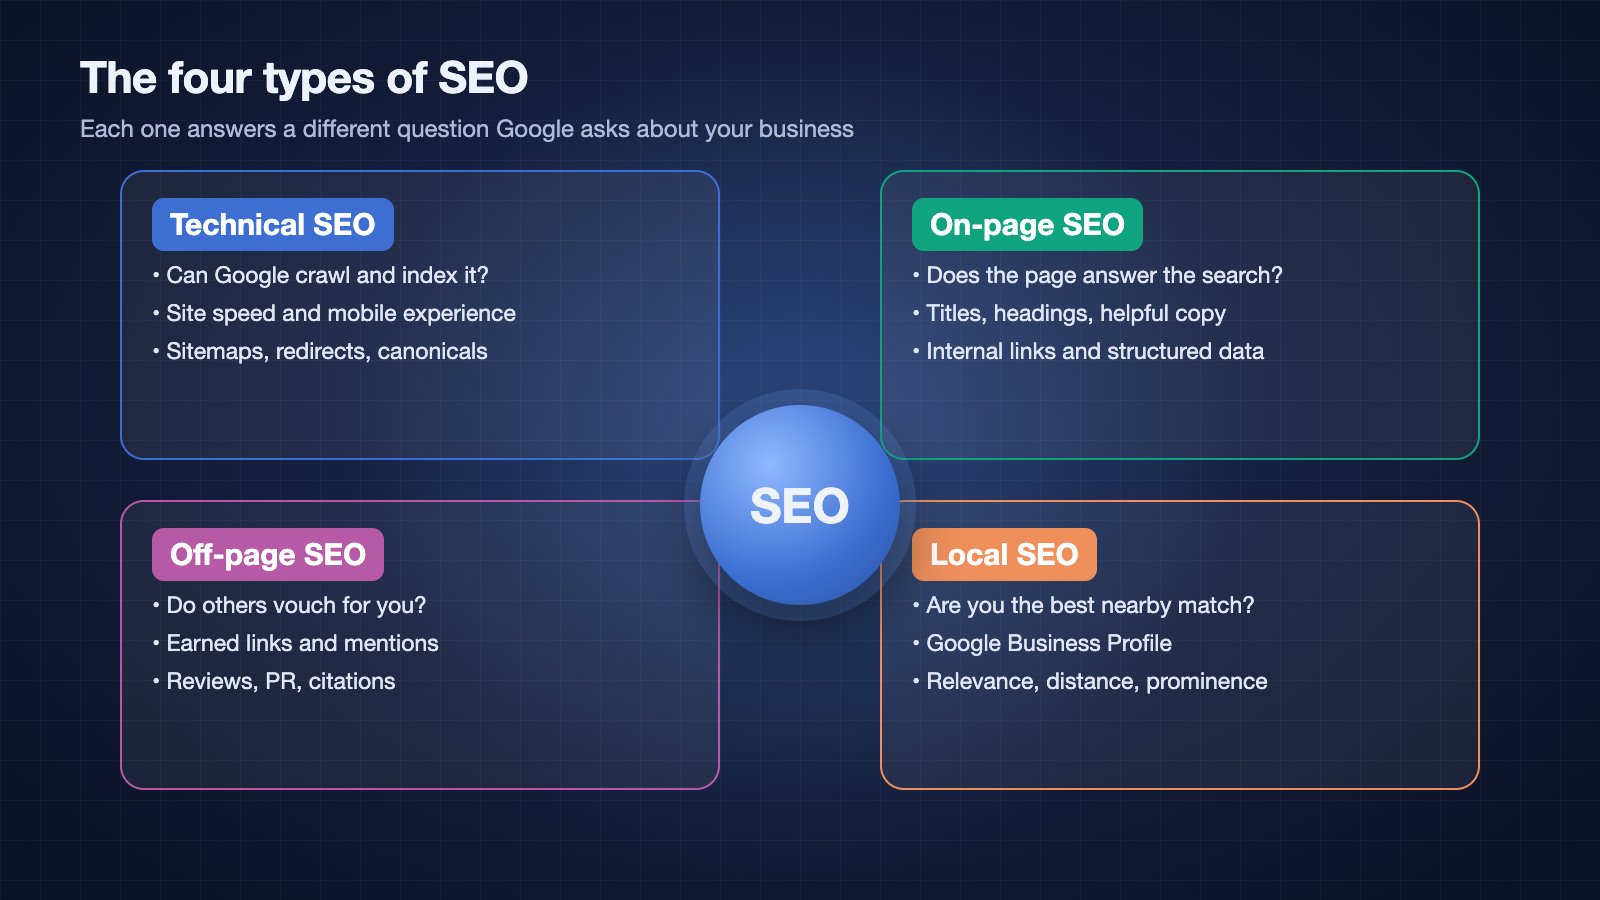 The four types of SEO
Each one answers a different question Google asks about your business
Technical SEO
• Can Google crawl and index it?
• Site speed and mobile experience
• Sitemaps, redirects, canonicals
On-page SEO
• Does the page answer the search?
• Titles, headings, helpful copy
• Internal links and structured data
SEO
Off-page SEO
• Do others vouch for you?
• Earned links and mentions
• Reviews, PR, citations
Local SEO
• Are you the best nearby match?
• Google Business Profile
• Relevance, distance, prominence